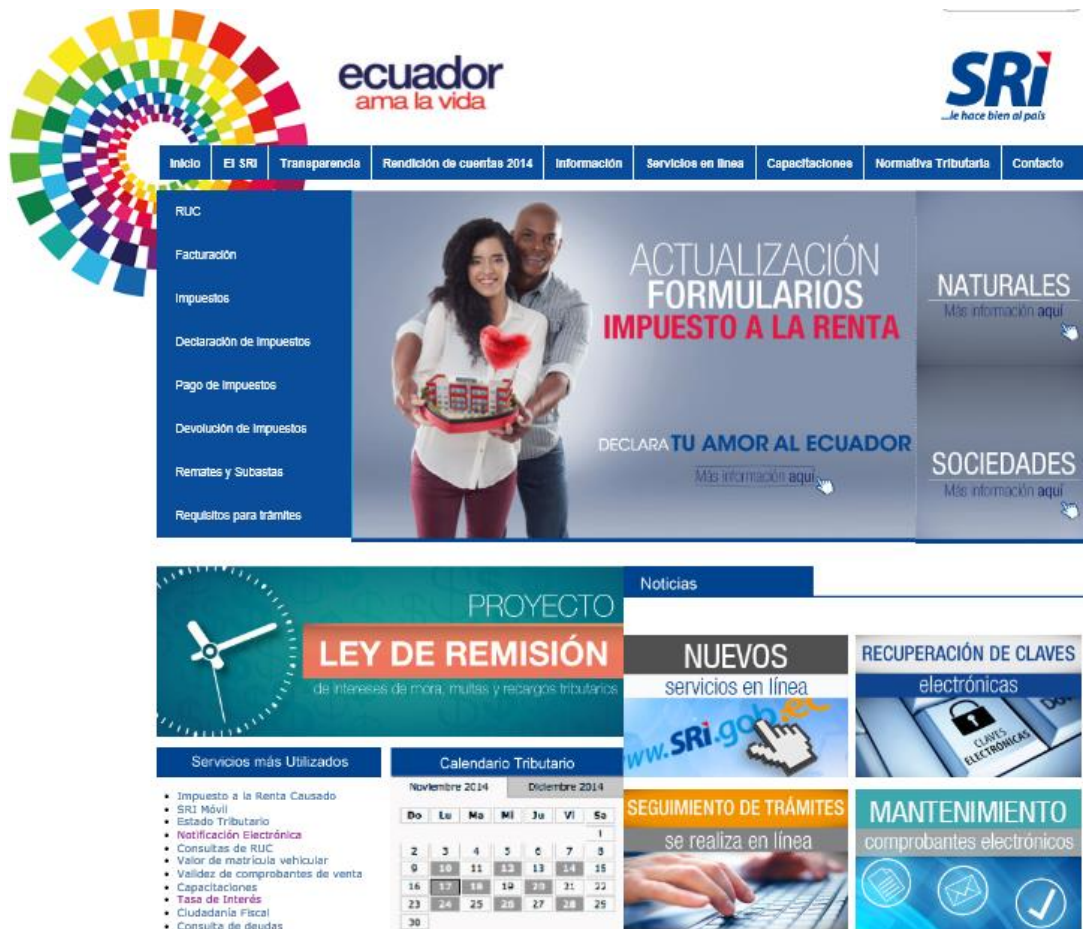 ecuador
ama la vida
SRi
...le hace bien al país
Inicio El SRI Transparencia Rendición de cuentas 2014 Información Servicios en línea Capacitaciones Normativa Tributaria Contacto
RUC
Facturación
Impuestos
Declaración de Impuestos
Pago de Impuestos
Devolución de Impuestos
Remates y Subastas
Requisitos para trámites
ACTUALIZACIÓN
FORMULARIOS
IMPUESTO A LA RENTA
DECLARA TU AMOR AL ECUADOR
Más información aquí
NATURALES
Más información aquí
SOCIEDADES
Más información aquí
PROYECTO
LEY DE REMISIÓN
de intereses de mora, multas y recargos tributarios
Noticias
NUEVOS
servicios en línea
www.SRi.gob.ec
RECUPERACIÓN DE CLAVES
electrónicas
CLAVES
ELECTRÓNICAS
SEGUIMIENTO DE TRÁMITES
se realiza en línea
MANTENIMIENTO
comprobantes electrónicos
Servicios más Utilizados
Impuesto a la Renta Causado
SRI Móvil
Estado Tributario
Notificación Electrónica
Consultas de RUC
Valor de matrícula vehicular
Validez de comprobantes de venta
Capacitaciones
Tasa de Interés
Ciudadanía Fiscal
Consulta de deudas
Calendario Tributario
Noviembre 2014 Diciembre 2014
Do Lu Ma Mi Ju Vi Sa
1
2 3 4 5 6 7 8
9 10 11 12 13 14 15
16 17 18 19 20 21 22
23 24 25 26 27 28 29
30